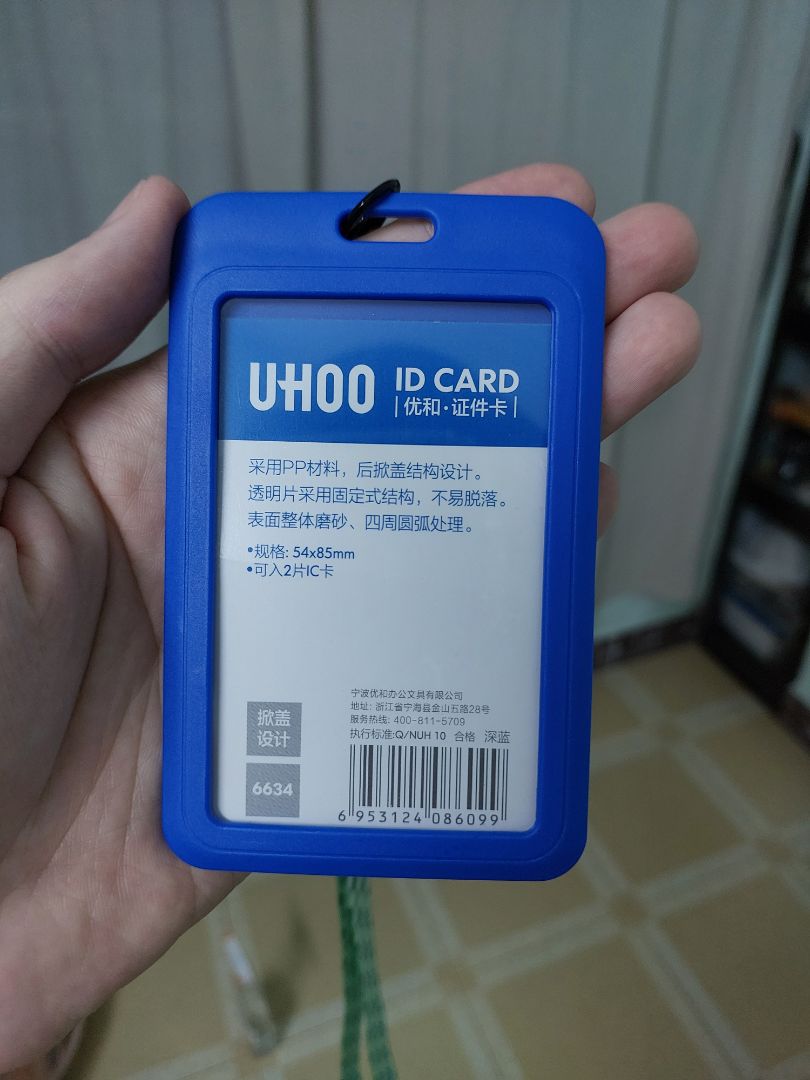 UHOO
ID CARD
|优和·证件卡|
采用PP材料，后掀盖结构设计。
透明片采用固定式结构，不易脱落。
表面整体磨砂、四周圆弧处理。
•规格: 54x85mm
•可入2片IC卡
宁波优和办公文具有限公司
地址: 浙江省宁海县金山五路28号
服务热线: 400-811-5709
执行标准:Q/NUH 10 合格 深蓝
掀盖
设计
6634
6 953124 086099